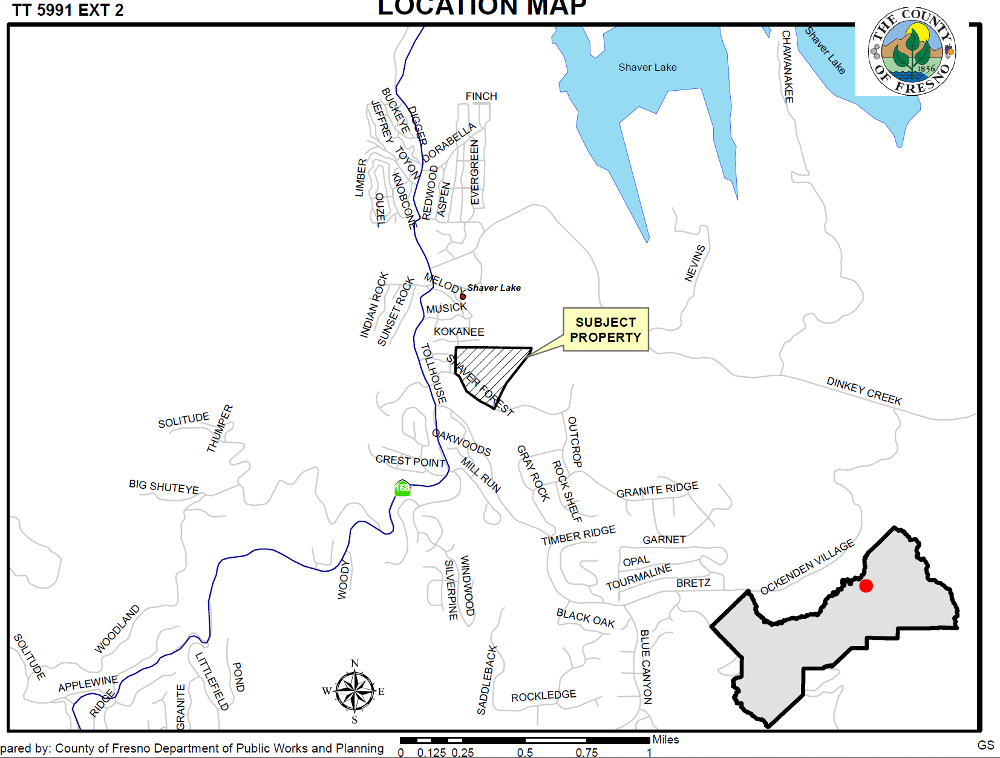 TT 5991 EXT 2
LOCATION MAP
THE COUNTY OF FRESNO
1856
Shaver Lake
Shaver Lake
CHAWANAKEE
FINCH
BUCKEYE
JEFFREY
DIGGER
DORABELLA
TOYON
EVERGREEN
LIMBER
KNOBCONE
REDWOOD
ASPEN
OUZEL
NEVINS
MELODY
Shaver Lake
INDIAN ROCK
SUNSET ROCK
MUSICK
KOKANEE
SUBJECT
PROPERTY
TOLLHOUSE
SHAVER FOREST
DINKEY CREEK
SOLITUDE
THUMPER
OUTCROP
OAKWOODS
CREST POINT
MILL RUN
GRAY ROCK
ROCK SHELF
BIG SHUTEYE
168
GRANITE RIDGE
TIMBER RIDGE
GARNET
OPAL
TOURMALINE
BRETZ
OCKENDEN VILLAGE
WOODY
SILVERPINE
WINDWOOD
BLACK OAK
WOODLAND
SOLITUDE
LITTLEFIELD
POND
BLUE CANYON
SADDLEBACK
APPLEWINE
RIDGE
GRANITE
ROCKLEDGE
N
W
E
S
pared by: County of Fresno Department of Public Works and Planning
Miles
0 0.125 0.25 0.5 0.75 1
GS